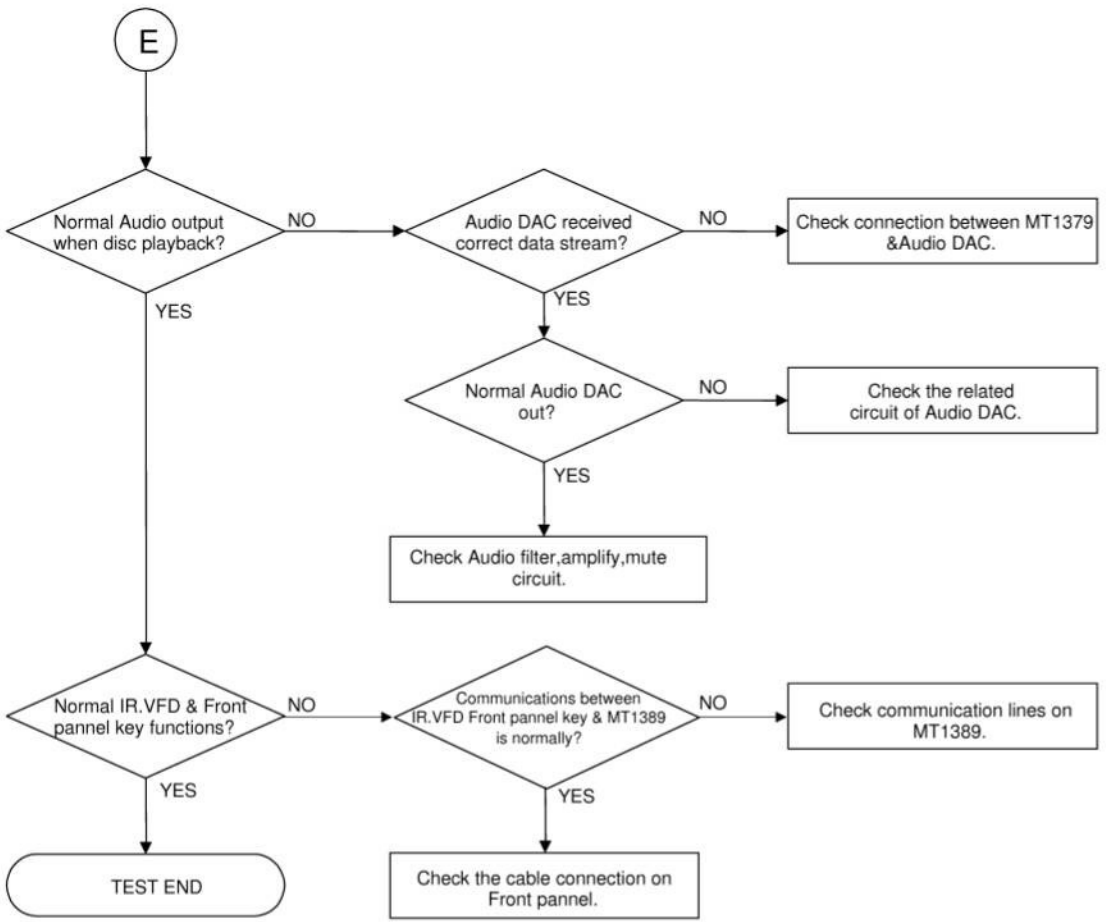 E
Normal Audio output
when disc playback?
NO
Audio DAC received
correct data stream?
NO
Check connection between MT1379
&Audio DAC.
YES
YES
Normal Audio DAC
out?
NO
Check the related
circuit of Audio DAC.
YES
Check Audio filter,amplify,mute
circuit.
Normal IR.VFD & Front
pannel key functions?
NO
Communications between
IR.VFD Front pannel key & MT1389
is normally?
NO
Check communication lines on
MT1389.
YES
YES
TEST END
Check the cable connection on
Front pannel.